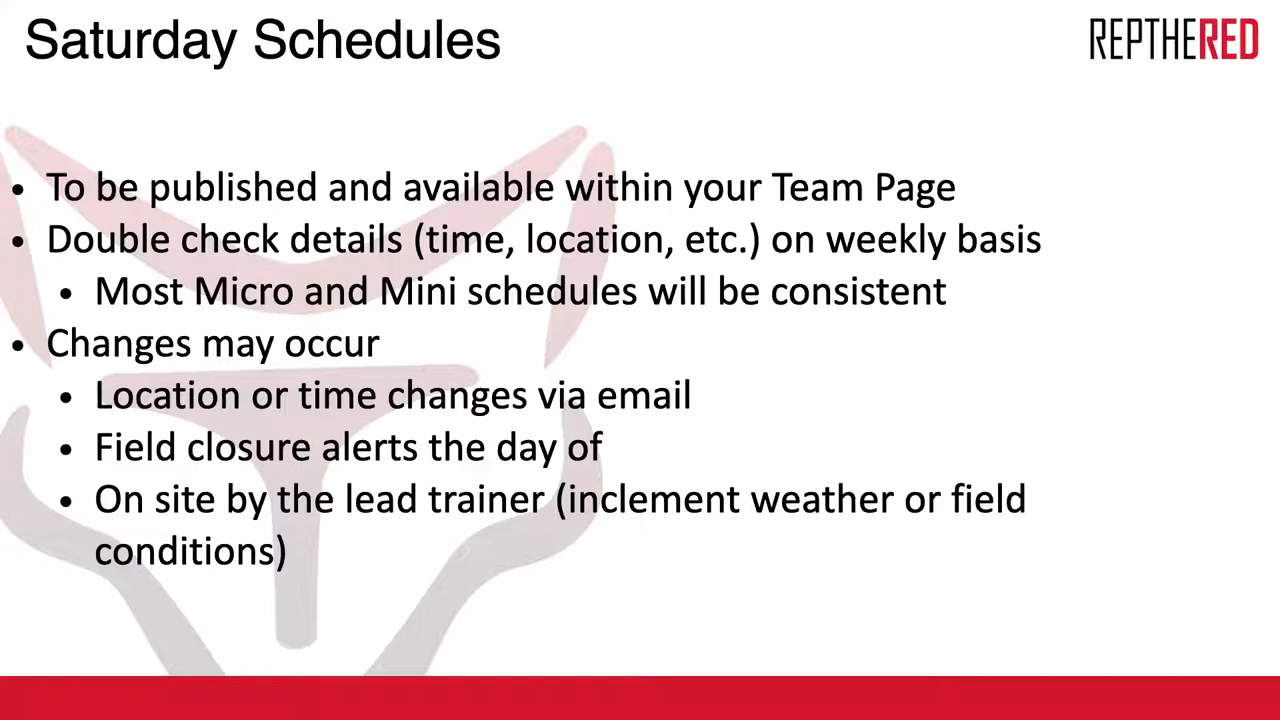 Saturday Schedules
REPTHERED
• To be published and available within your Team Page
• Double check details (time, location, etc.) on weekly basis
• Most Micro and Mini schedules will be consistent
• Changes may occur
• Location or time changes via email
• Field closure alerts the day of
• On site by the lead trainer (inclement weather or field
conditions)